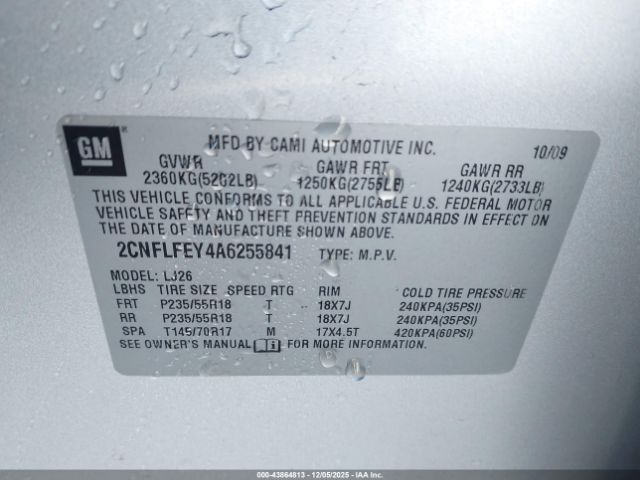 GM
MFD BY CAMI AUTOMOTIVE INC. 10/09
GVWR GAWR FRT GAWR RR
2360KG(5202LB) 1250KG(2755LB) 1240KG(2733LB)
THIS VEHICLE CONFORMS TO ALL APPLICABLE U.S. FEDERAL MOTOR
VEHICLE SAFETY AND THEFT PREVENTION STANDARDS IN EFFECT ON
THE DATE OF MANUFACTURE SHOWN ABOVE.
2CNFLFEY4A6255841 TYPE: M.P.V.
MODEL: LJ26
LBHS TIRE SIZE SPEED RTG RIM COLD TIRE PRESSURE
FRT P235/55R18 T 18X7J 240KPA(35PSI)
RR P235/55R18 T 18X7J 240KPA(35PSI)
SPA T145/70R17 M 17X4.5T 420KPA(60PSI)
SEE OWNER'S MANUAL FOR MORE INFORMATION.
000-43864813 - 12/05/2025 - IAAI.COM